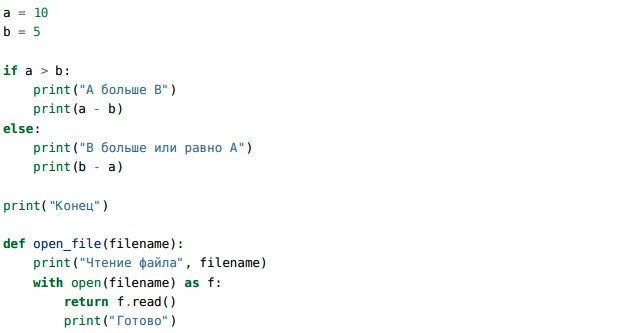 a = 10
b = 5

if a > b:
    print("А больше В")
    print(a - b)
else:
    print("В больше или равно А")
    print(b - a)

print("Конец")

def open_file(filename):
    print("Чтение файла", filename)
    with open(filename) as f:
        return f.read()
        print("Готово")